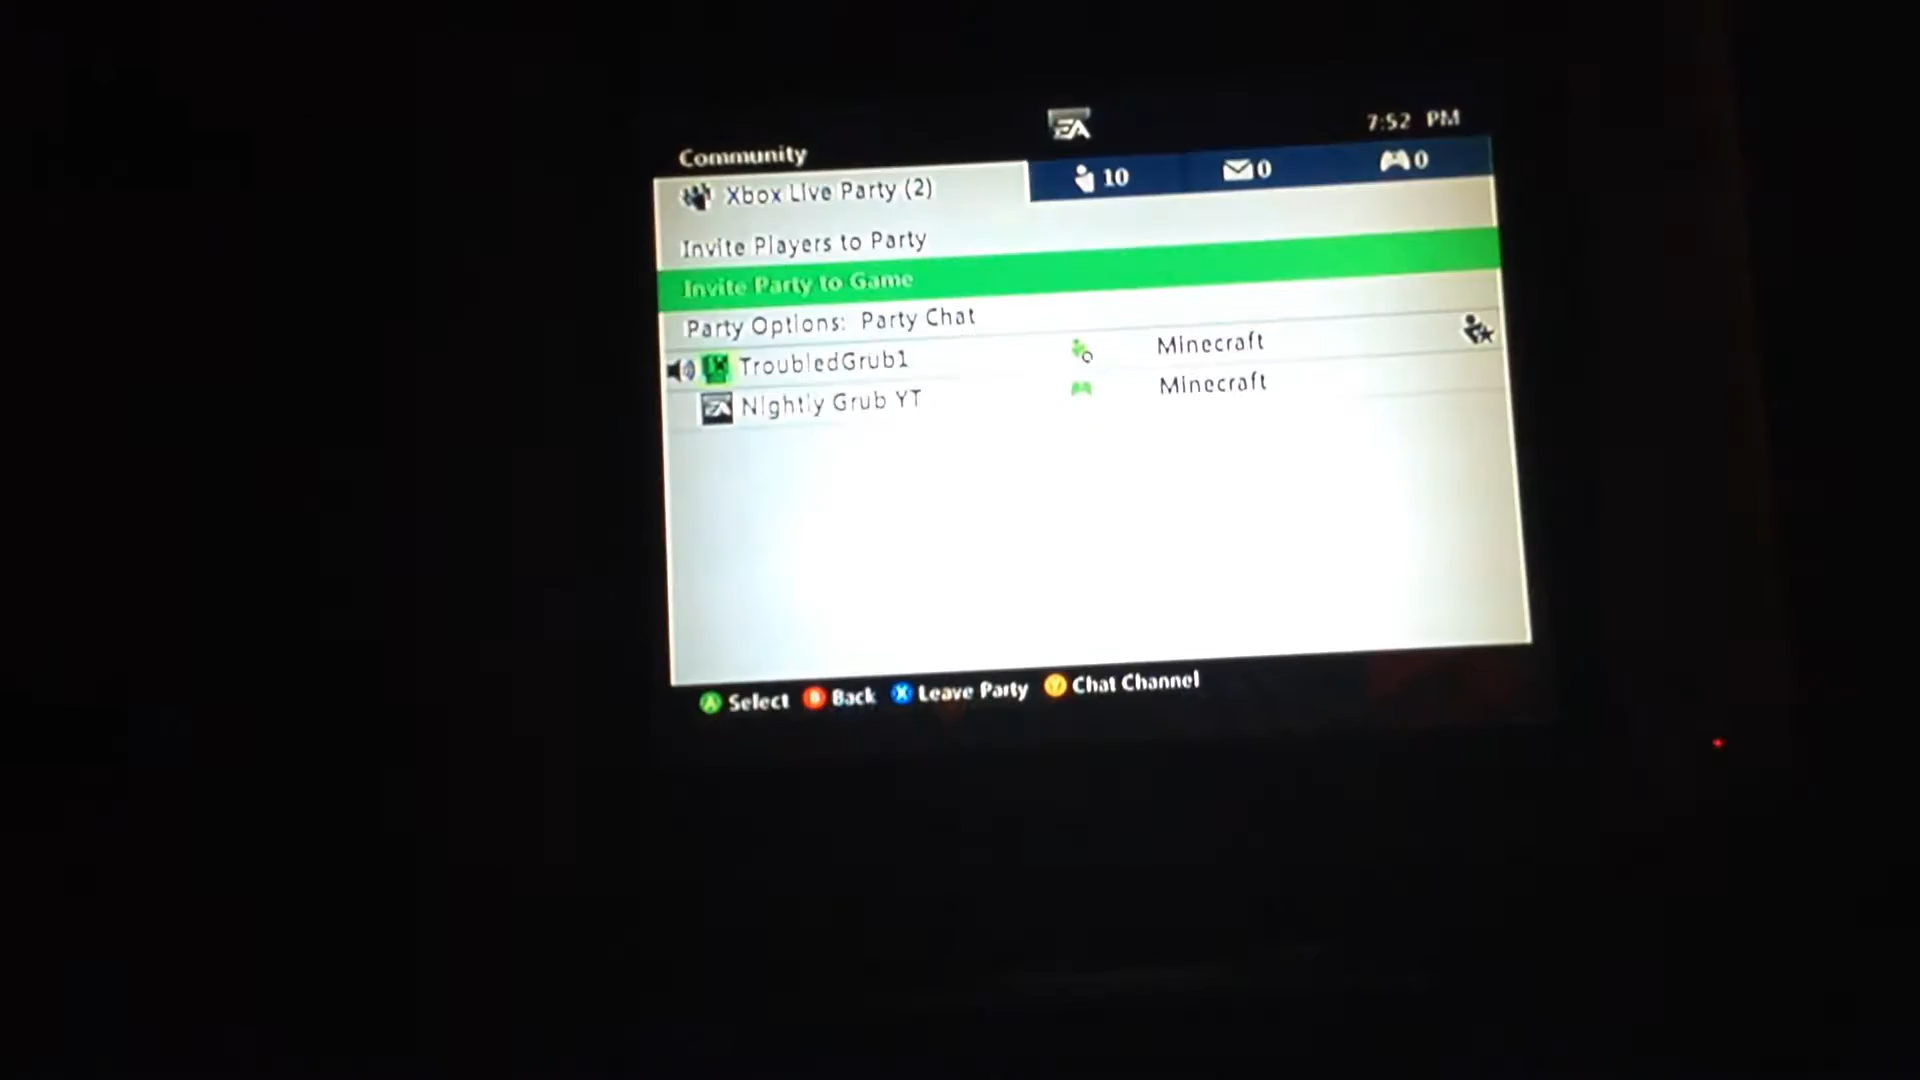 EA
7:52 PM
Community
Xbox Live Party (2)
10
0
0
Invite Players to Party
Invite Party to Game
Party Options: Party Chat
TroubledGrub1 Minecraft
EA Nightly Grub YT Minecraft
A Select B Back X Leave Party Y Chat Channel